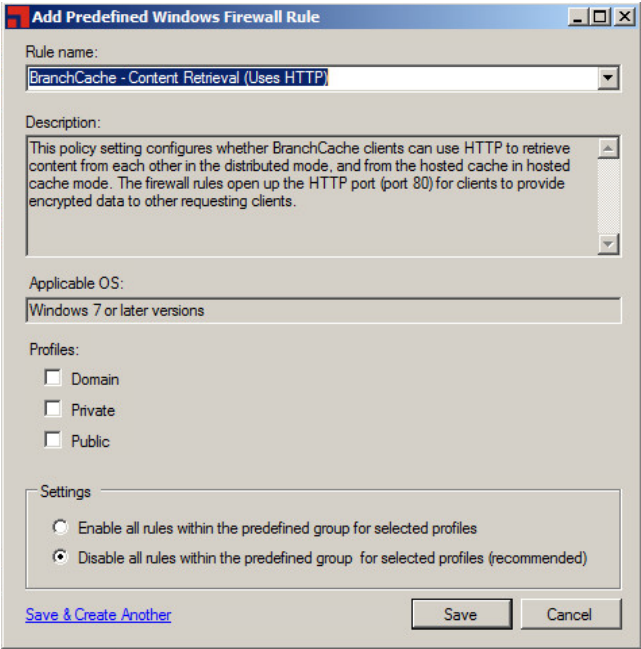 Add Predefined Windows Firewall Rule
Rule name:
BranchCache - Content Retrieval (Uses HTTP)
Description:
This policy setting configures whether BranchCache clients can use HTTP to retrieve
content from each other in the distributed mode, and from the hosted cache in hosted
cache mode. The firewall rules open up the HTTP port (port 80) for clients to provide
encrypted data to other requesting clients.
Applicable OS:
Windows 7 or later versions
Profiles:
Domain
Private
Public
Settings
Enable all rules within the predefined group for selected profiles
Disable all rules within the predefined group  for selected profiles (recommended)
Save & Create Another
Save
Cancel